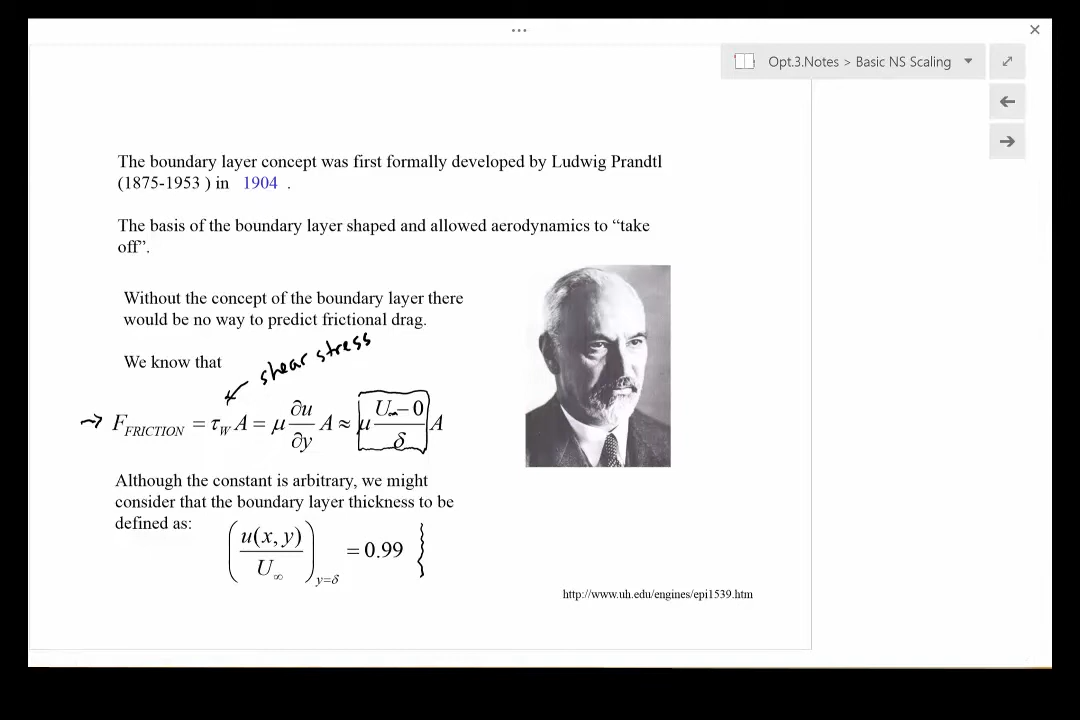 Opt.3.Notes > Basic NS Scaling
The boundary layer concept was first formally developed by Ludwig Prandtl
(1875-1953 ) in 1904 .
The basis of the boundary layer shaped and allowed aerodynamics to “take
off”.
Without the concept of the boundary layer there
would be no way to predict frictional drag.
We know that
shear stress
→ F_FRICTION = τ_W A = μ ∂u/∂y A ≈ μ (U_∞ − 0)/δ A
Although the constant is arbitrary, we might
consider that the boundary layer thickness to be
defined as:
(u(x, y)/U_∞)_y=δ = 0.99 }
http://www.uh.edu/engines/epi1539.htm